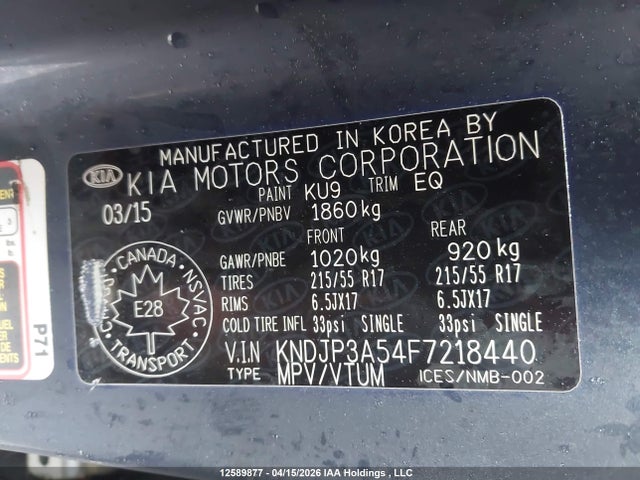 MANUFACTURED IN KOREA BY
KIA KIA MOTORS CORPORATION
03/15 PAINT KU9 TRIM EQ
GVWR/PNBV 1860kg
FRONT REAR
GAWR/PNBE 1020kg 920kg
TIRES 215/55 R17 215/55 R17
RIMS 6.5JX17 6.5JX17
COLD TIRE INFL 33psi SINGLE 33psi SINGLE
V.I.N KNDJP3A54F7218440
TYPE MPV/VTUM ICES/NMB-002
CANADA
NSVAC
E28
TRANSPORT
P71
12589877 - 04/15/2026 IAA Holdings , LLC